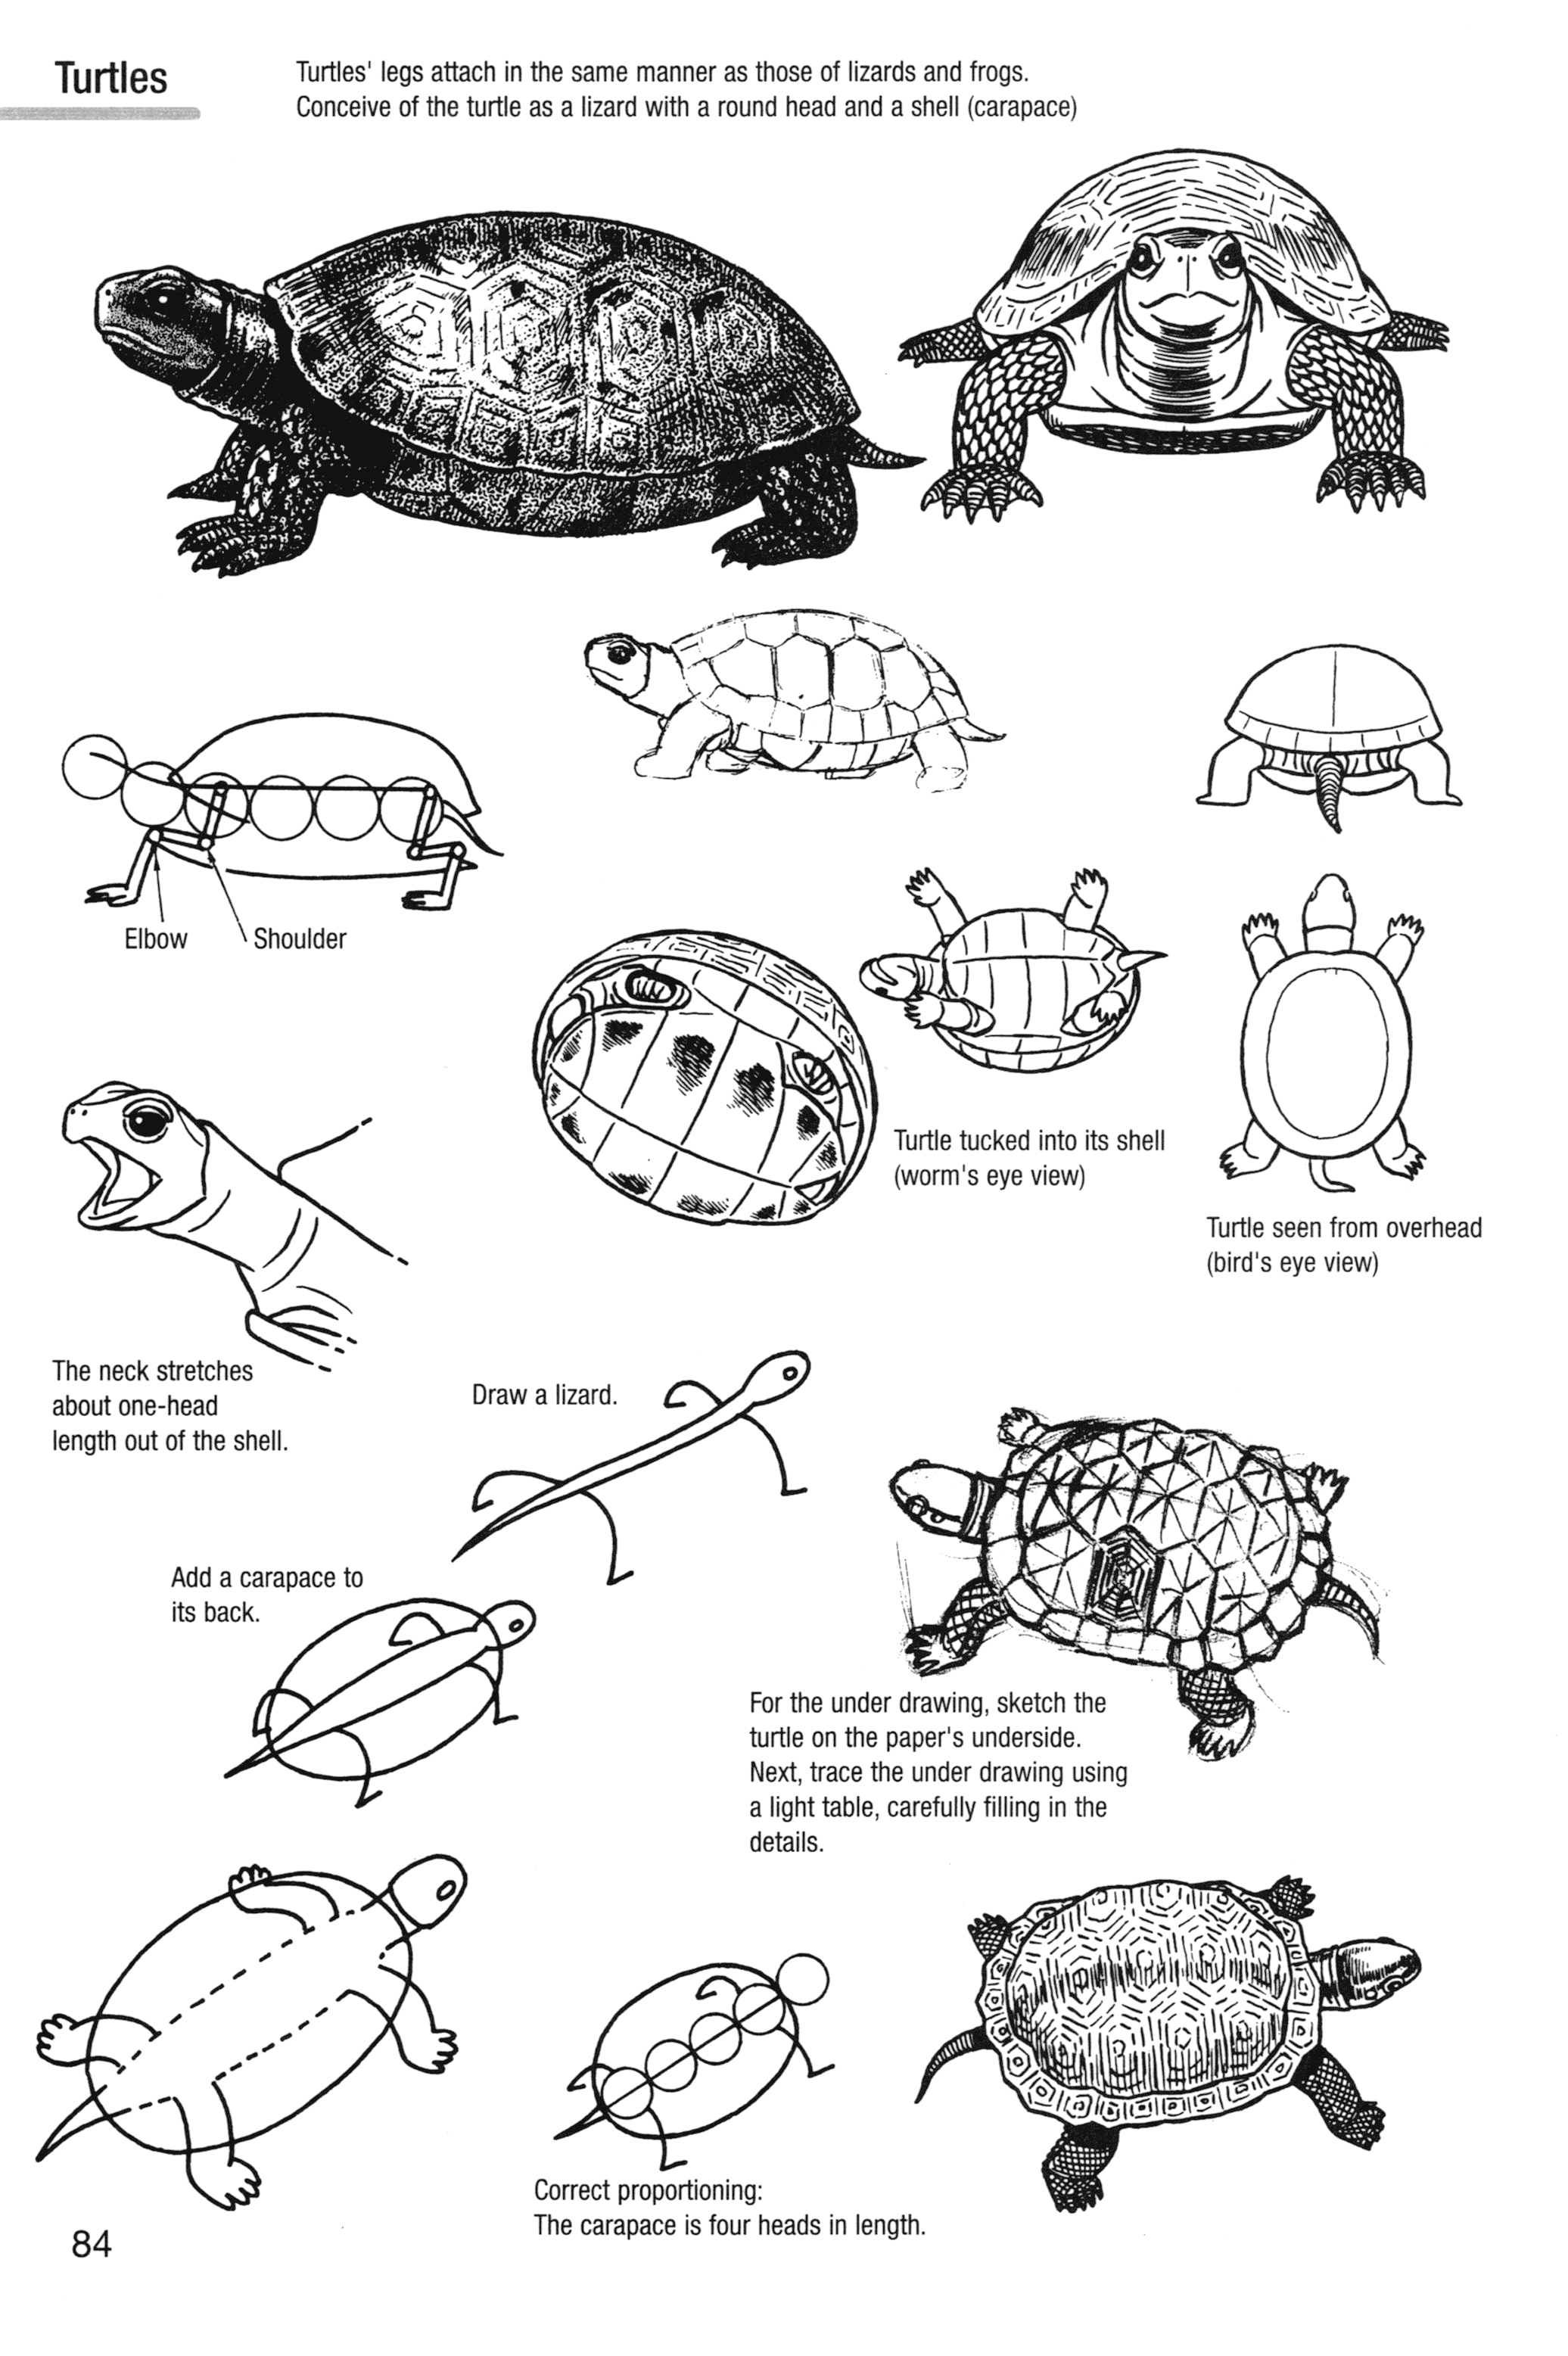 Turtles
Turtles' legs attach in the same manner as those of lizards and frogs.
Conceive of the turtle as a lizard with a round head and a shell (carapace)
Elbow
Shoulder
Turtle tucked into its shell
(worm's eye view)
Turtle seen from overhead
(bird's eye view)
The neck stretches
about one-head
length out of the shell.
Draw a lizard.
Add a carapace to
its back.
For the under drawing, sketch the
turtle on the paper's underside.
Next, trace the under drawing using
a light table, carefully filling in the
details.
Correct proportioning:
The carapace is four heads in length.
84